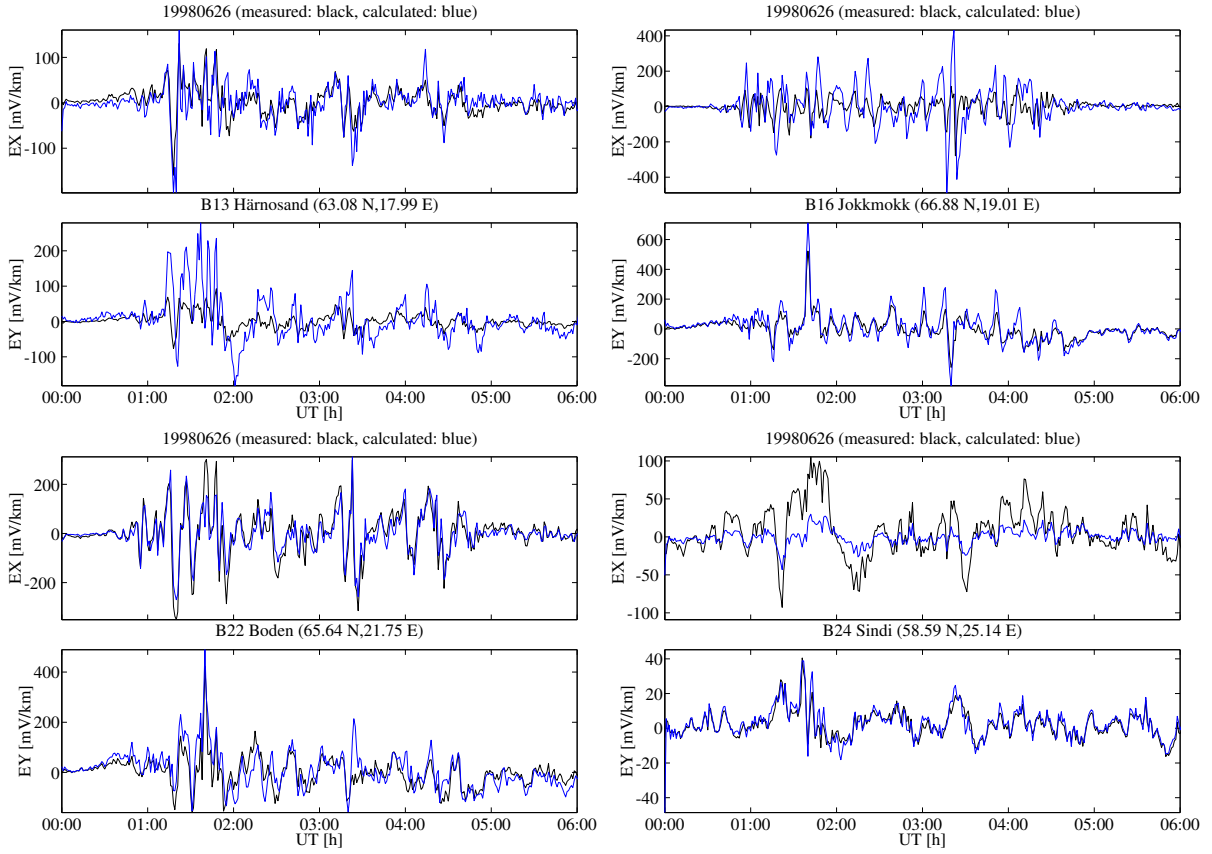 19980626 (measured: black, calculated: blue)
100
0
-100
EX [mV/km]
B13 Härnosand (63.08 N,17.99 E)
200
100
0
-100
EY [mV/km]
00:00 01:00 02:00 03:00 04:00 05:00 06:00
UT [h]
19980626 (measured: black, calculated: blue)
400
200
0
-200
-400
EX [mV/km]
B16 Jokkmokk (66.88 N,19.01 E)
600
400
200
0
-200
EY [mV/km]
00:00 01:00 02:00 03:00 04:00 05:00 06:00
UT [h]
19980626 (measured: black, calculated: blue)
200
0
-200
EX [mV/km]
B22 Boden (65.64 N,21.75 E)
400
200
0
EY [mV/km]
00:00 01:00 02:00 03:00 04:00 05:00 06:00
UT [h]
19980626 (measured: black, calculated: blue)
100
50
0
-50
-100
EX [mV/km]
B24 Sindi (58.59 N,25.14 E)
40
20
0
-20
-40
EY [mV/km]
00:00 01:00 02:00 03:00 04:00 05:00 06:00
UT [h]